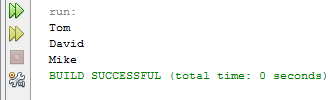 run:
Tom
David
Mike
BUILD SUCCESSFUL (total time: 0 seconds)